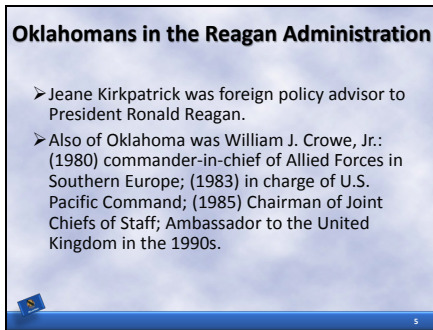 Oklahomans in the Reagan Administration
➢Jeane Kirkpatrick was foreign policy advisor to
President Ronald Reagan.
➢Also of Oklahoma was William J. Crowe, Jr.:
(1980) commander-in-chief of Allied Forces in
Southern Europe; (1983) in charge of U.S.
Pacific Command; (1985) Chairman of Joint
Chiefs of Staff; Ambassador to the United
Kingdom in the 1990s.
5